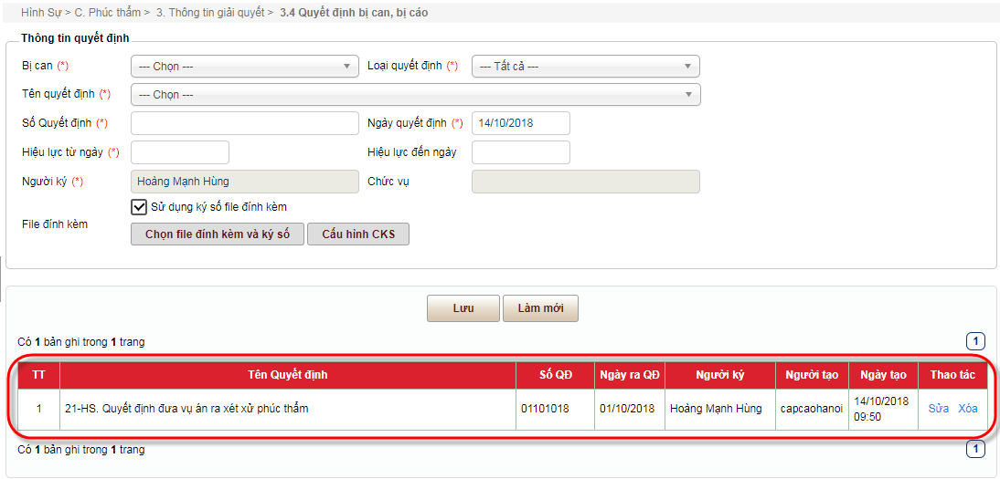 Hình Sự > C. Phúc thẩm > 3. Thông tin giải quyết > 3.4 Quyết định bị can, bị cáo
Thông tin quyết định
Bị can (*) --- Chọn --- Loại quyết định (*) --- Tất cả ---
Tên quyết định (*) --- Chọn ---
Số Quyết định (*) Ngày quyết định (*) 14/10/2018
Hiệu lực từ ngày (*) Hiệu lực đến ngày
Người ký (*) Hoàng Mạnh Hùng Chức vụ
Sử dụng ký số file đính kèm
File đính kèm
Chọn file đính kèm và ký số Cấu hình CKS
Lưu Làm mới
Có 1 bản ghi trong 1 trang 1
TT Tên Quyết định Số QĐ Ngày ra QĐ Người ký Người tạo Ngày tạo Thao tác
1 21-HS. Quyết định đưa vụ án ra xét xử phúc thẩm 01101018 01/10/2018 Hoàng Mạnh Hùng capcaohanoi 14/10/2018 09:50 Sửa Xóa
Có 1 bản ghi trong 1 trang 1